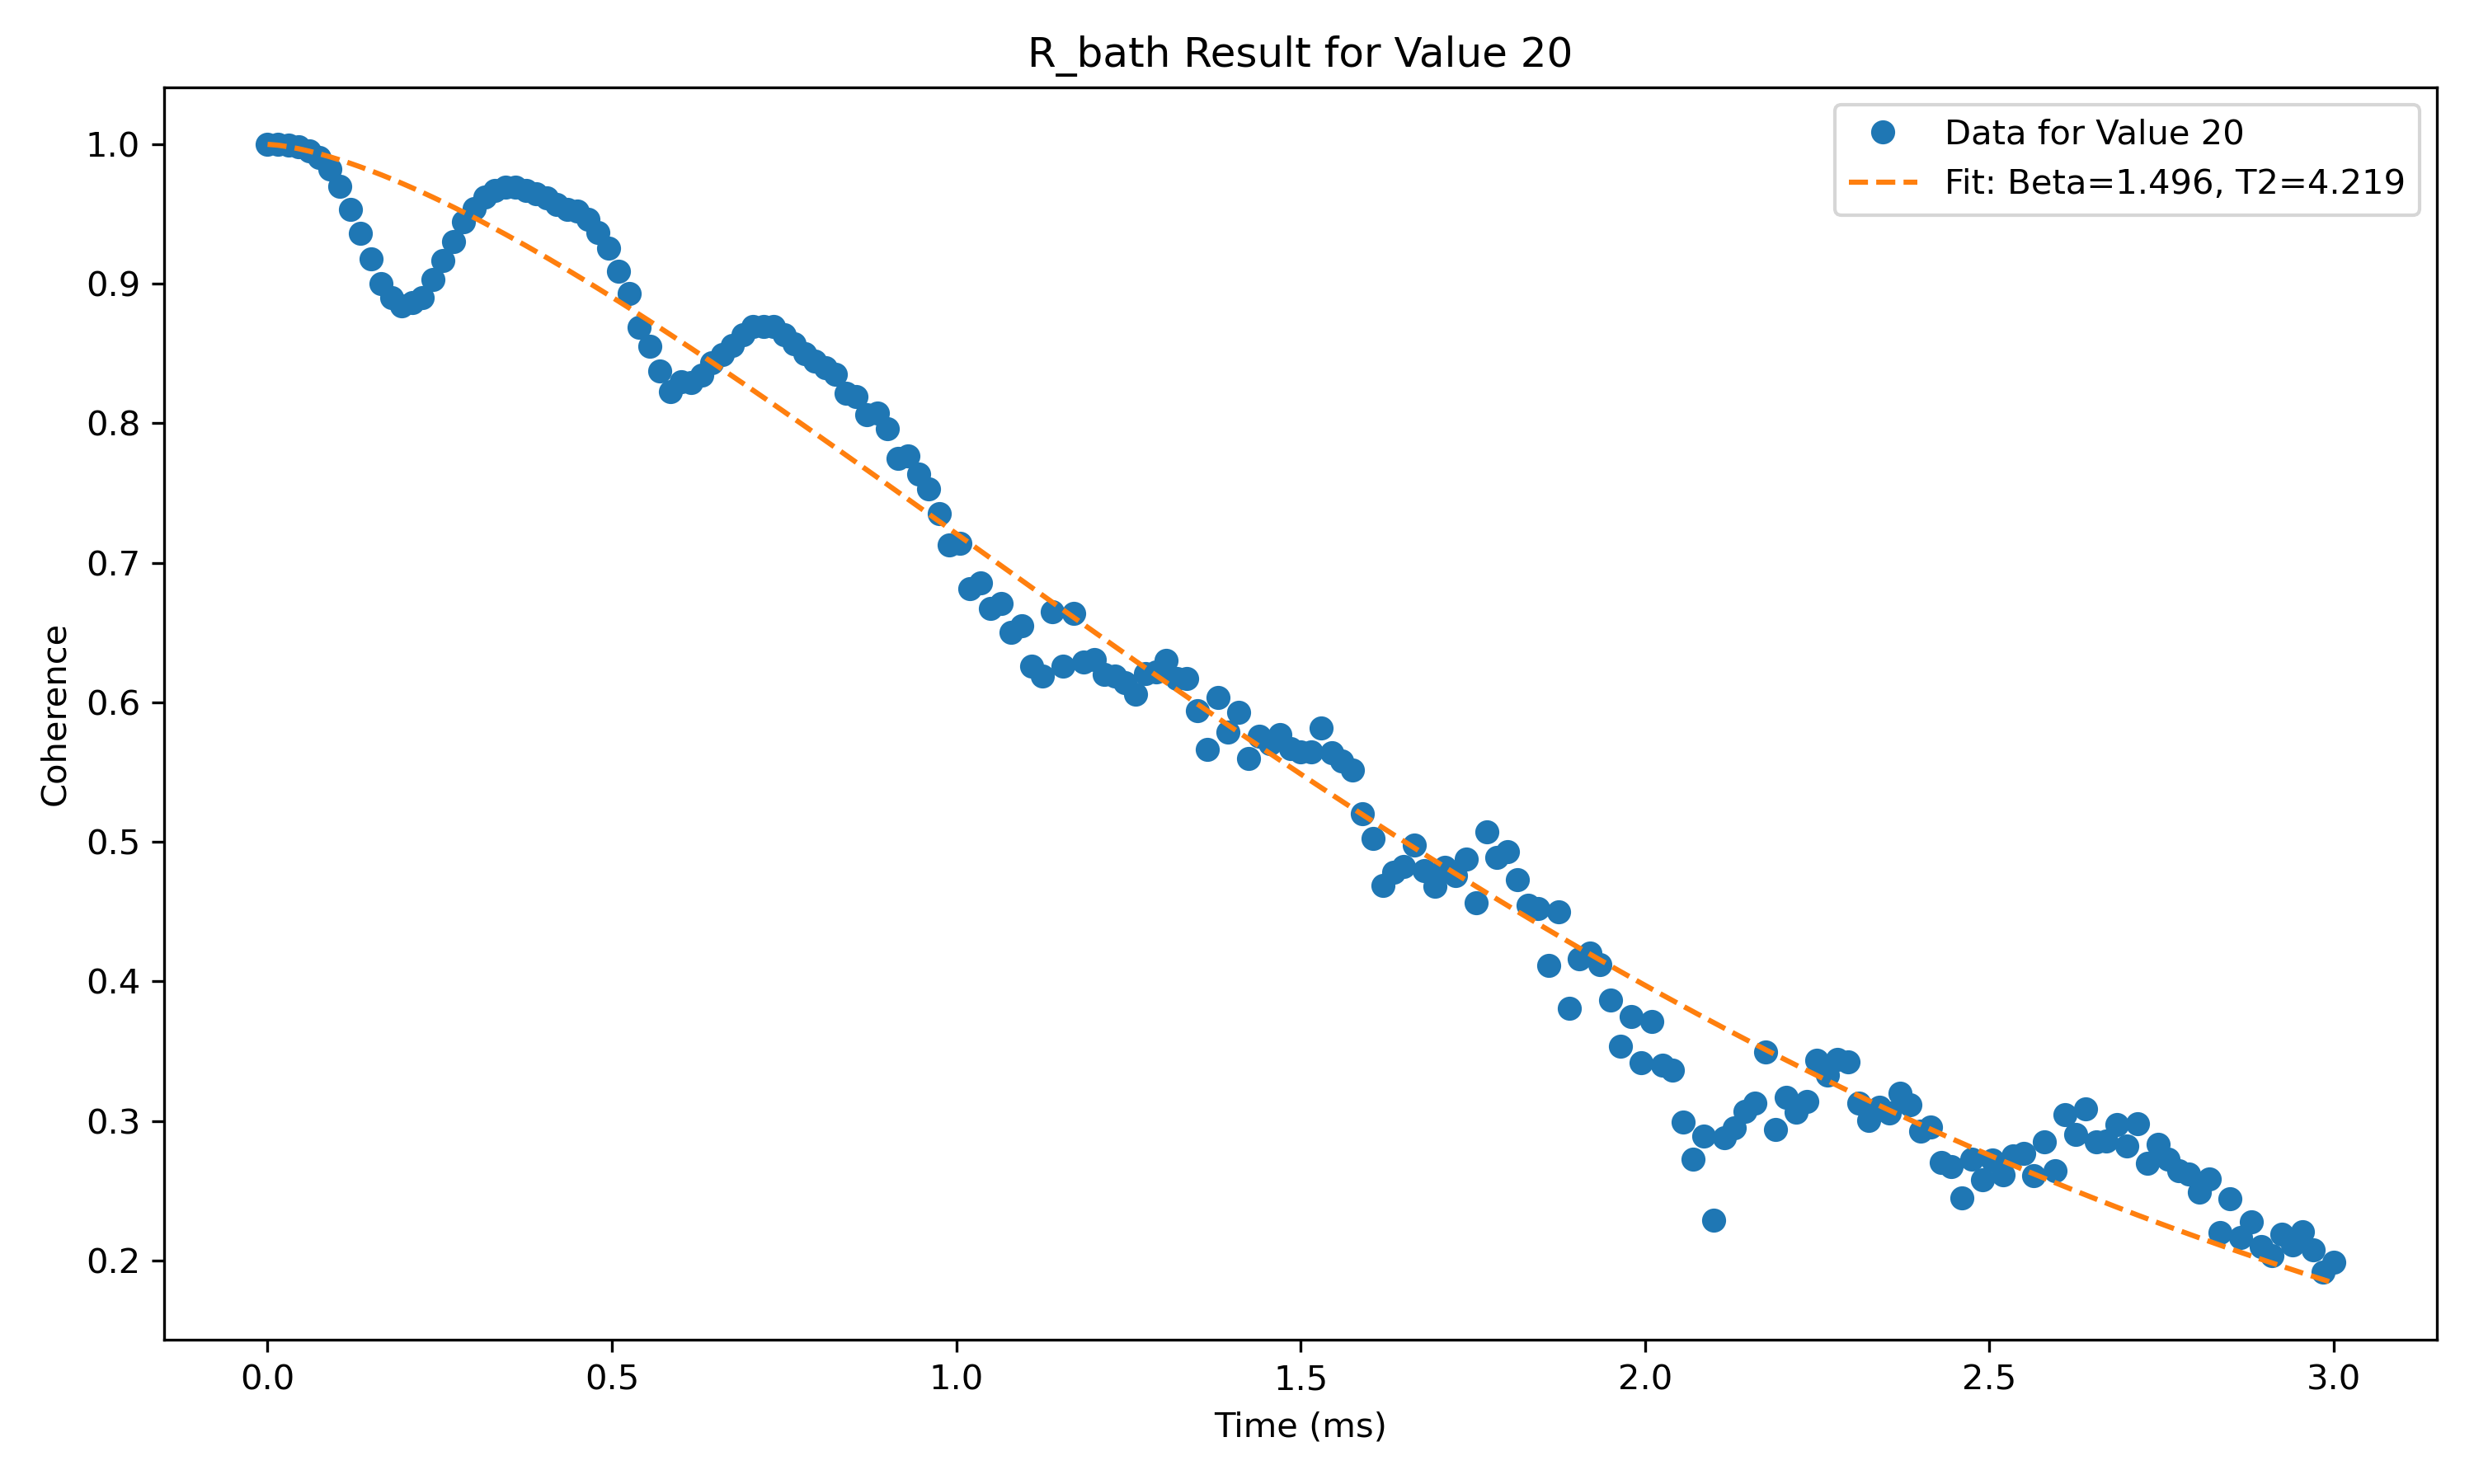 R_bath Result for Value 20
Data for Value 20
Fit: Beta=1.496, T2=4.219
Coherence
1.0
0.9
0.8
0.7
0.6
0.5
0.4
0.3
0.2
0.0 0.5 1.0 1.5 2.0 2.5 3.0
Time (ms)